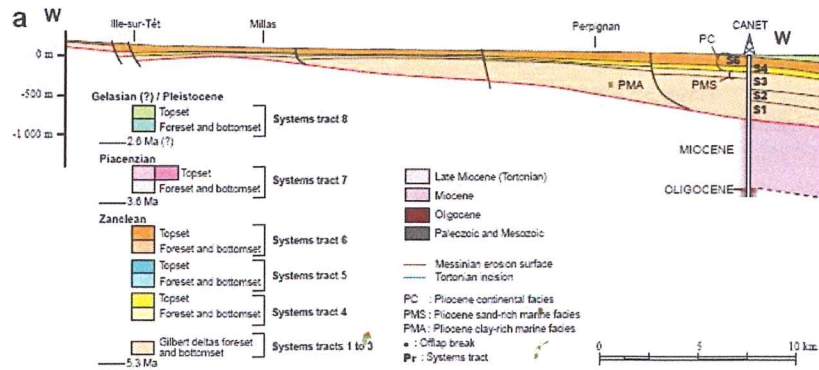 a W
Ille-sur-Têt Millas Perpignan PC CANET W
0 m
-500 m
-1 000 m
S6
S4
S3
S2
S1
PMA PMS
MIOCENE
OLIGOCENE
Gelasian (?) / Pleistocene
Topset
Foreset and bottomset
Systems tract 8
2.6 Ma (?)
Piacenzian
Topset
Foreset and bottomset
Systems tract 7
3.6 Ma
Zanclean
Topset
Foreset and bottomset
Systems tract 6
Topset
Foreset and bottomset
Systems tract 5
Topset
Foreset and bottomset
Systems tract 4
Gilbert deltas foreset
and bottomset
Systems tracts 1 to 3
5.3 Ma
Late Miocene (Tortonian)
Miocene
Oligocene
Paleozoic and Mesozoic
Messinian erosion surface
Tortonian incision
PC : Pliocene continental facies
PMS : Pliocene sand-rich marine facies
PMA : Pliocene clay-rich marine facies
• : Offlap break
Pr : Systems tract
0 5 10 km